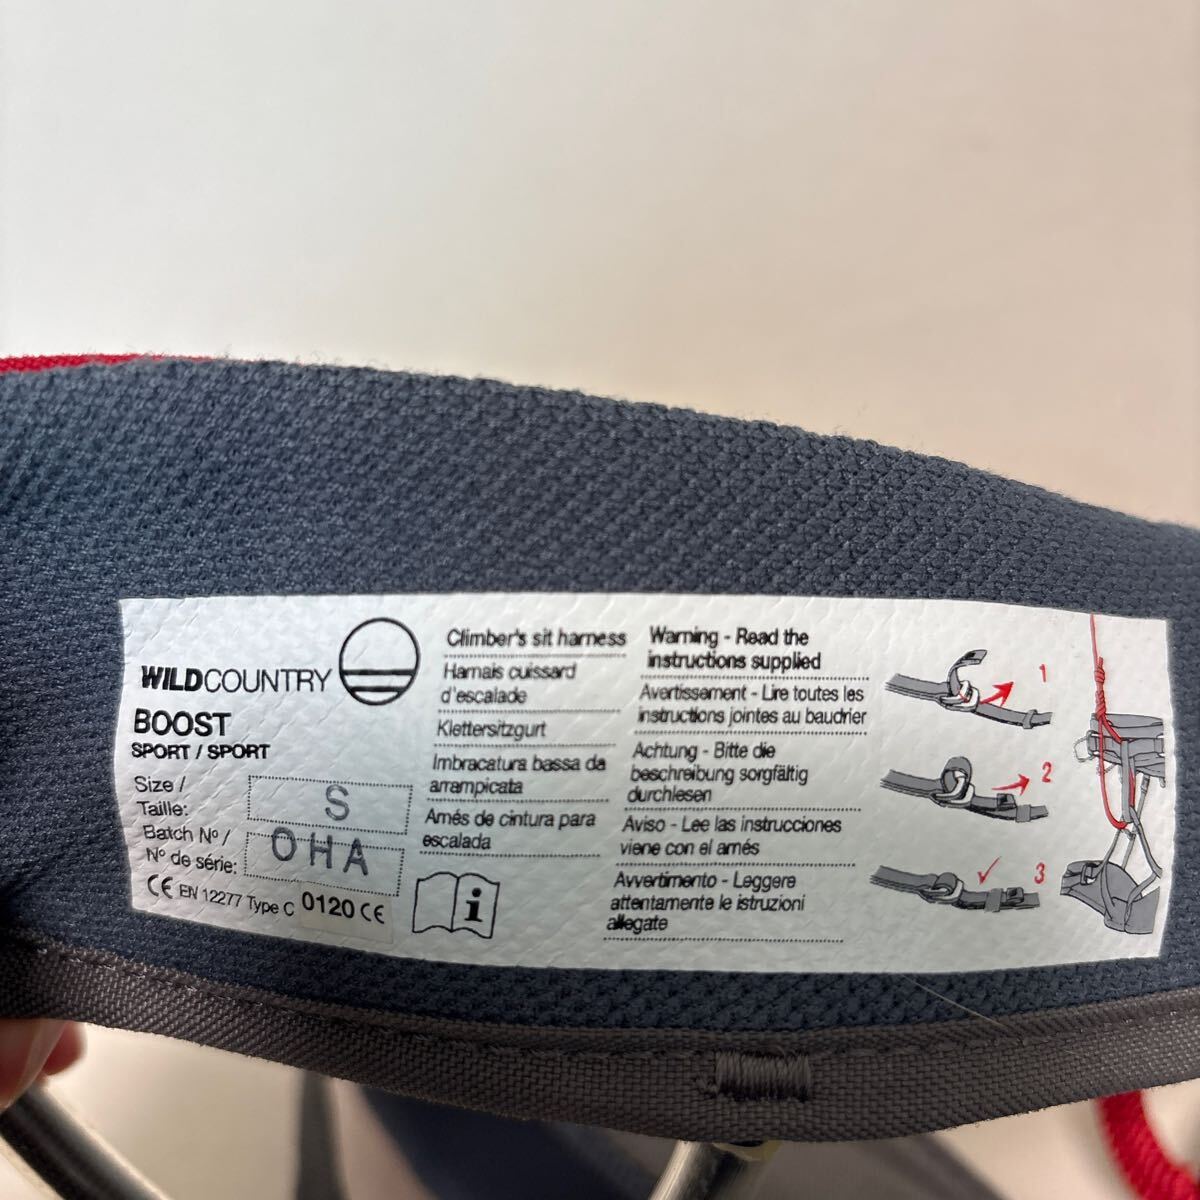 WILDCOUNTRY
BOOST
SPORT / SPORT
Size /
Taille:
S
Batch Nº /
Nº de série:
OHA
CE EN 12277 Type C 0120 CE
Climber's sit harness
Harnais cuissard
d'escalade
Klettersitzgurt
Imbracatura bassa da
arrampicata
Arnés de cintura para
escalada
i
Warning - Read the
instructions supplied
Avertissement - Lire toutes les
instructions jointes au baudrier
Achtung - Bitte die
beschreibung sorgfältig
durchlesen
Aviso - Lee las instrucciones
viene con el arnés
Avvertimento - Leggere
attentamente le istruzioni
allegate
1
2
3